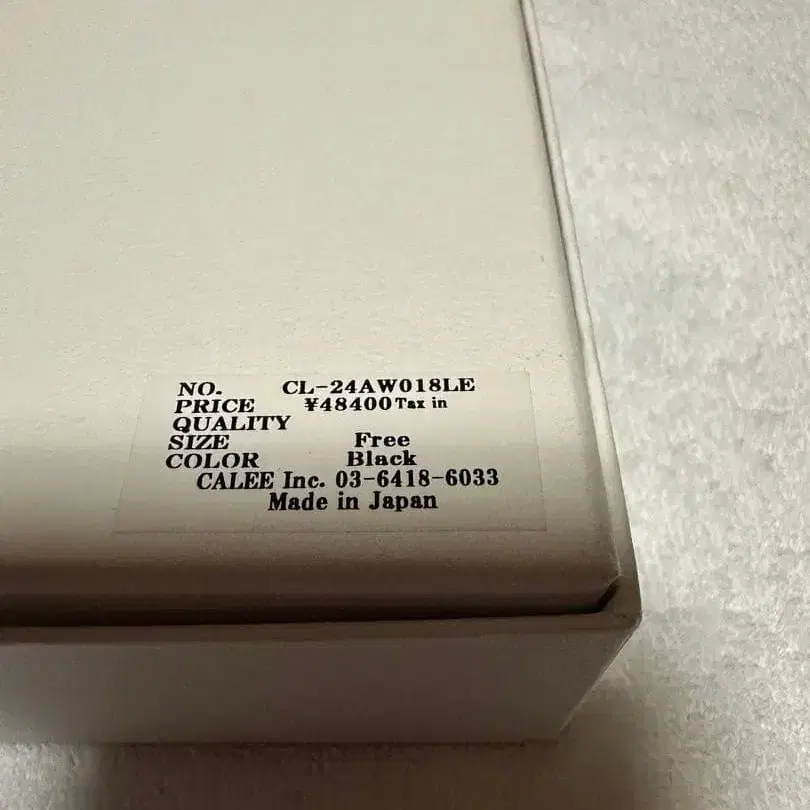 NO. CL-24AW018LE
PRICE ¥48400 Tax in
QUALITY
SIZE Free
COLOR Black
CALEE Inc. 03-6418-6033
Made in Japan